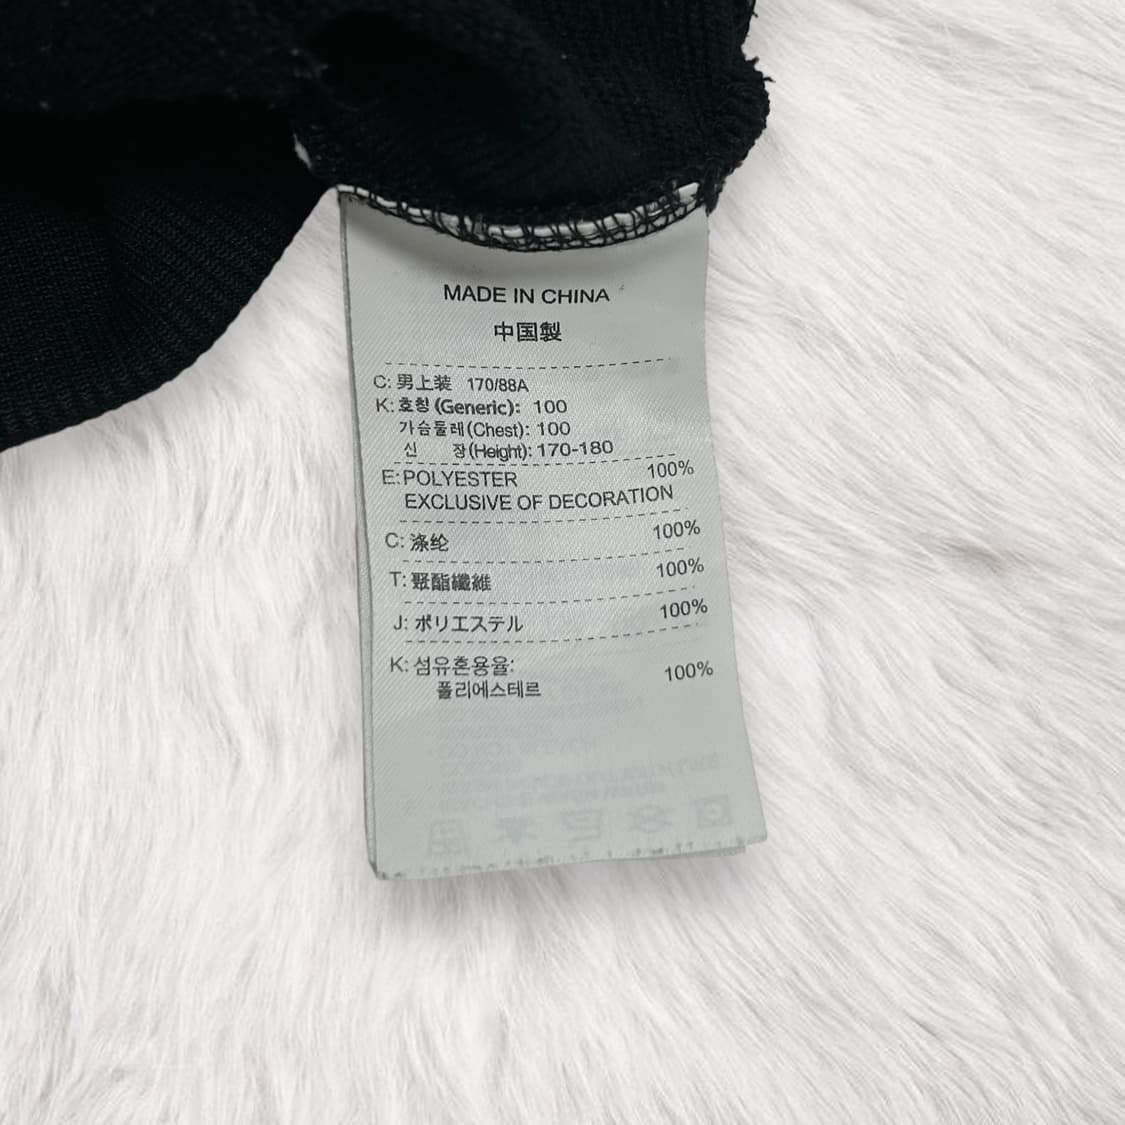 MADE IN CHINA
中国製
C: 男上装 170/88A
K: 호칭 (Generic): 100
가슴둘레(Chest): 100
신 장(Height): 170-180
E: POLYESTER 100%
EXCLUSIVE OF DECORATION
C: 涤纶 100%
T: 聚酯纖維 100%
J: ポリエステル 100%
K: 섬유혼용율:
폴리에스테르 100%